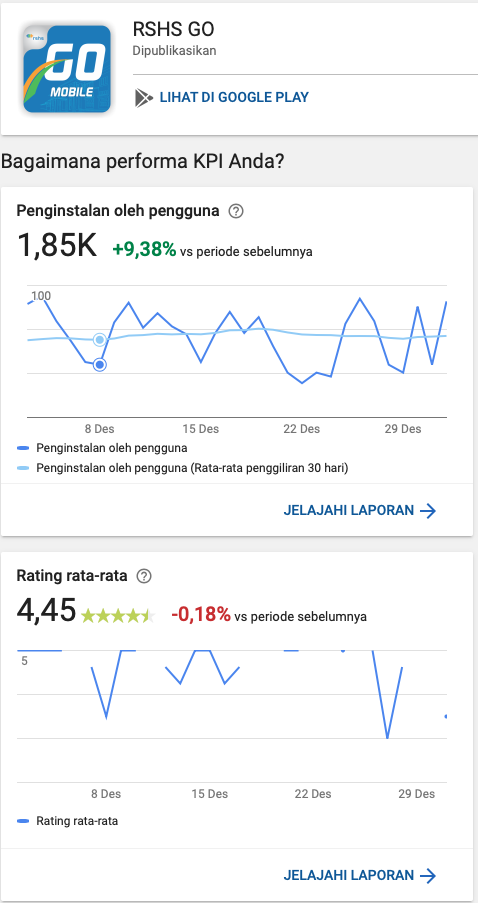 rshs
GO
MOBILE
RSHS GO
Dipublikasikan
LIHAT DI GOOGLE PLAY
Bagaimana performa KPI Anda?
Penginstalan oleh pengguna ?
1,85K +9,38% vs periode sebelumnya
100
8 Des 15 Des 22 Des 29 Des
Penginstalan oleh pengguna
Penginstalan oleh pengguna (Rata-rata penggiliran 30 hari)
JELAJAHI LAPORAN
Rating rata-rata ?
4,45 -0,18% vs periode sebelumnya
5
8 Des 15 Des 22 Des 29 Des
Rating rata-rata
JELAJAHI LAPORAN